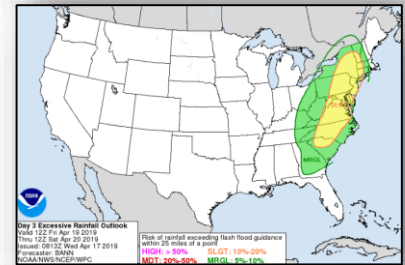 SLGT
MRGL
noaa
Day 3 Excessive Rainfall Outlook
Valid 12Z Fri Apr 19 2019
Thru 12Z Sat Apr 20 2019
Issued: 0813Z Wed Apr 17 2019
Forecaster: BANN
NOAA/NWS/NCEP/WPC
Risk of rainfall exceeding flash flood guidance
within 25 miles of a point
HIGH: > 50% SLGT: 10%-20%
MDT: 20%-50% MRGL: 5%-10%